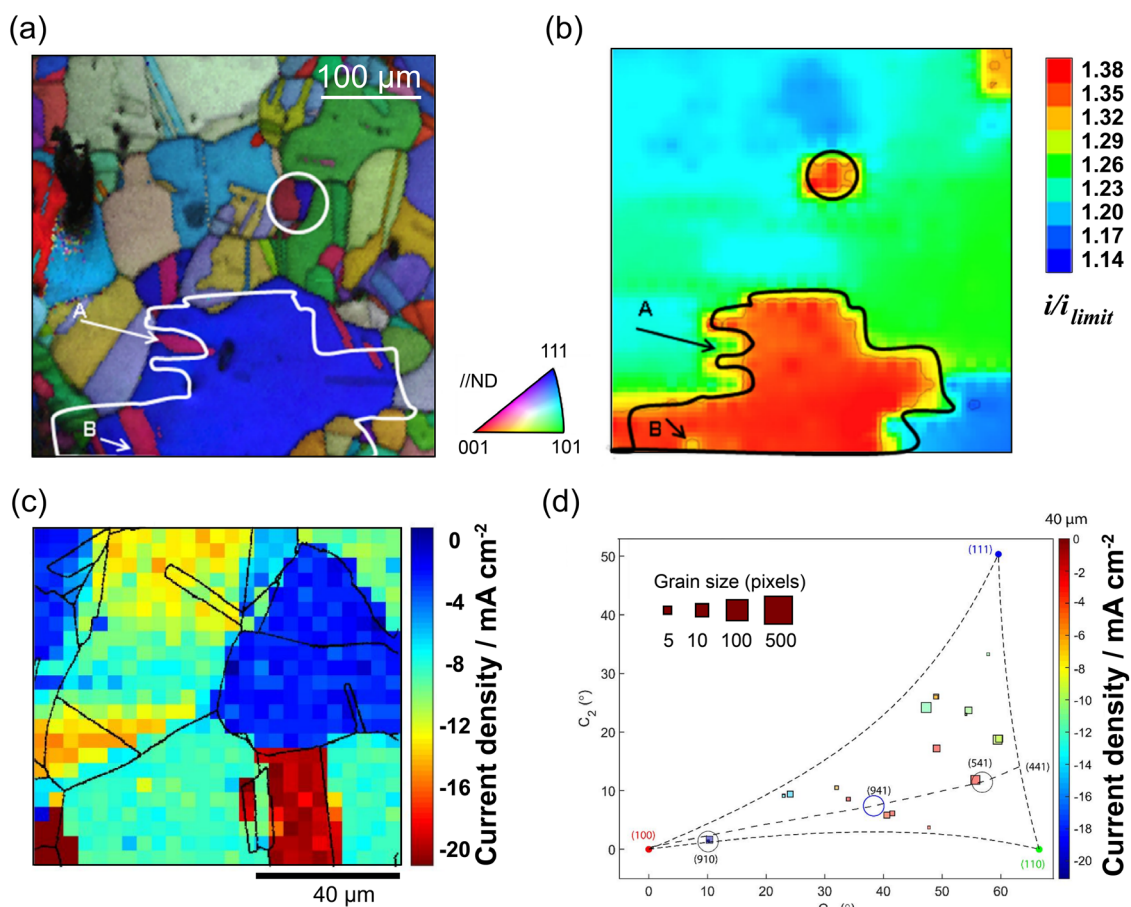 (a)
100 µm
A
B
//ND
111
001
101
(b)
A
B
1.38
1.35
1.32
1.29
1.26
1.23
1.20
1.17
1.14
i/i limit
(c)
0
-4
-8
-12
-16
-20
Current density / mA cm-2
40 µm
(d)
40 µm
50
40
30
20
10
0
C2 (°)
Grain size (pixels)
5 10 100 500
(111)
(541)
(441)
(941)
(100)
(910)
(110)
0 10 20 30 40 50 60
0
-2
-4
-6
-8
-10
-12
-14
-16
-18
-20
Current density / mA cm-2